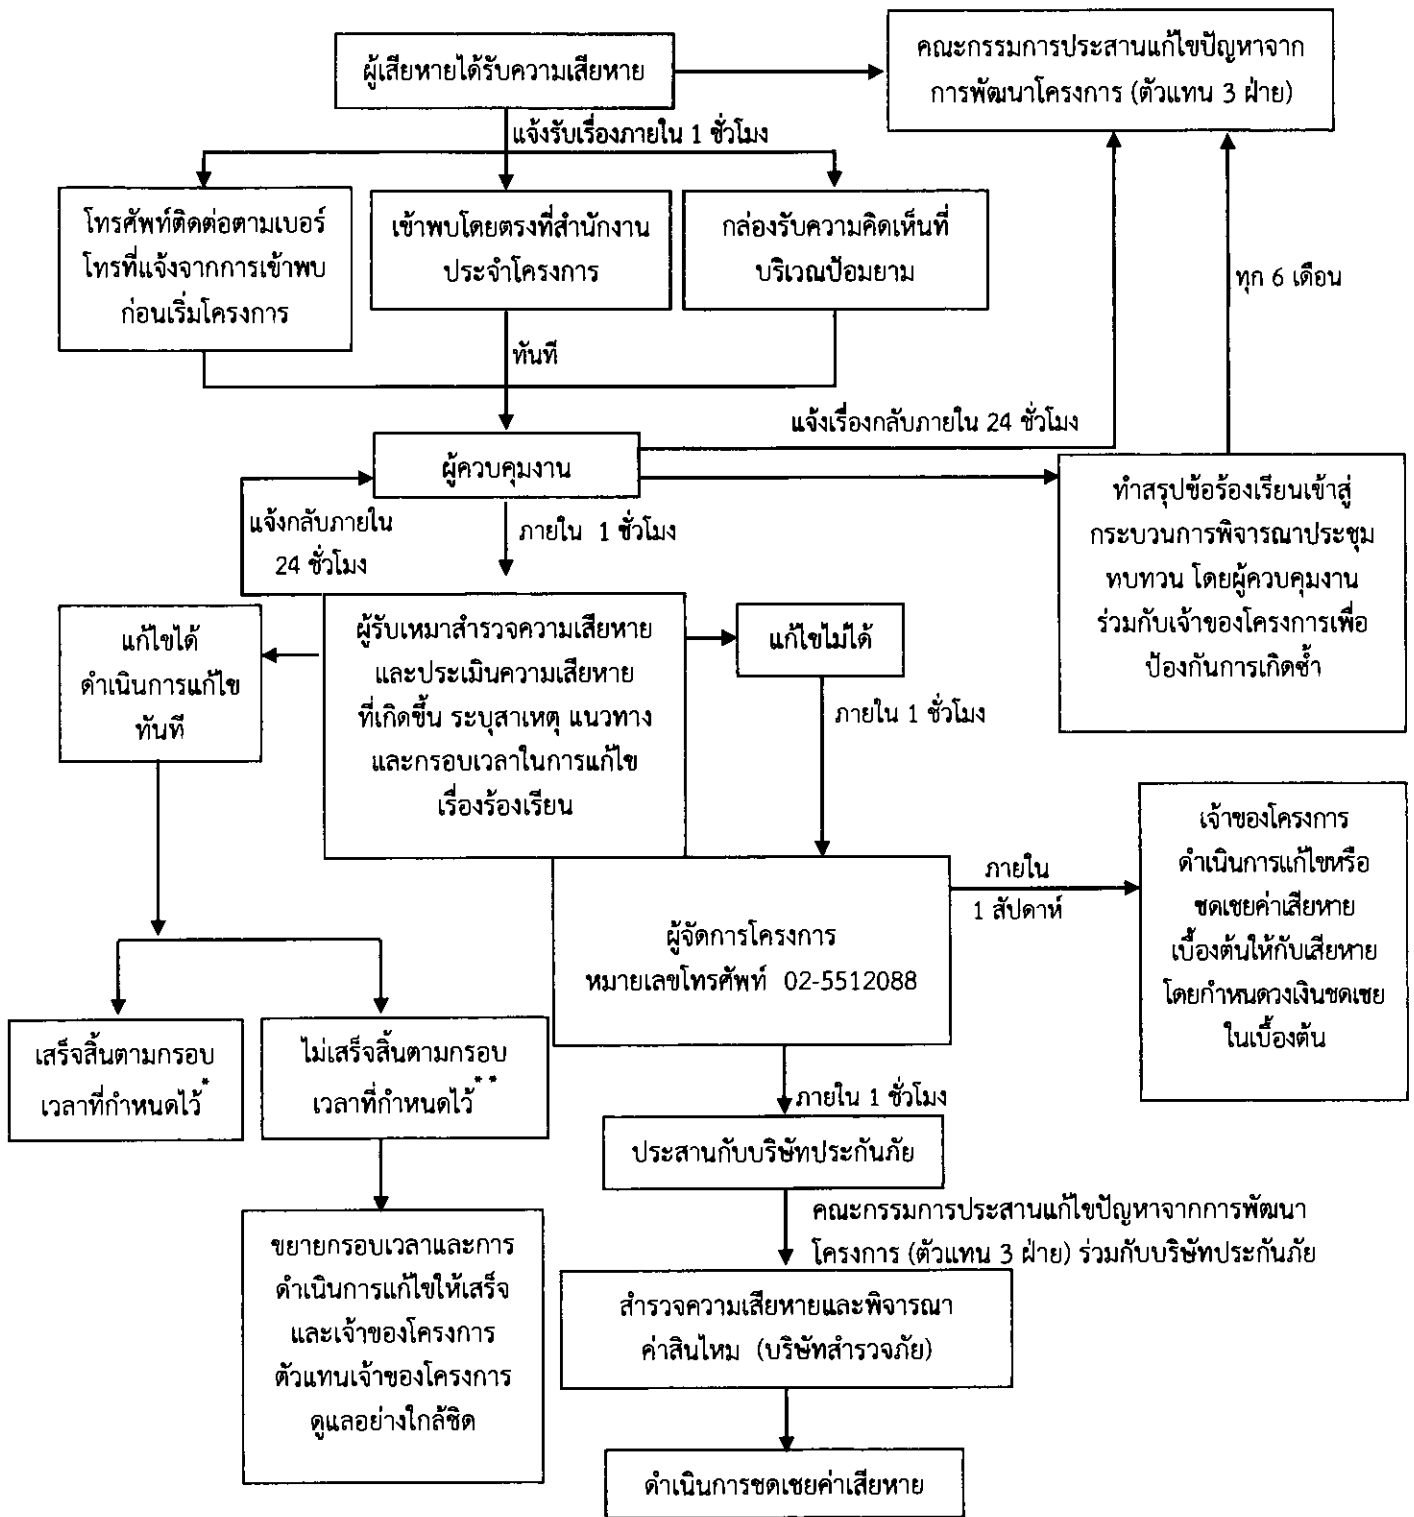 ผู้เสียหายได้รับความเสียหาย
คณะกรรมการประสานแก้ไขปัญหาจาก
การพัฒนาโครงการ (ตัวแทน 3 ฝ่าย)
แจ้งรับเรื่องภายใน 1 ชั่วโมง
โทรศัพท์ติดต่อตามเบอร์
โทรที่แจ้งจากการเข้าพบ
ก่อนเริ่มโครงการ
เข้าพบโดยตรงที่สำนักงาน
ประจำโครงการ
กล่องรับความคิดเห็นที่
บริเวณป้อมยาม
ทุก 6 เดือน
ทันที
แจ้งเรื่องกลับภายใน 24 ชั่วโมง
ผู้ควบคุมงาน
แจ้งกลับภายใน
24 ชั่วโมง
ภายใน 1 ชั่วโมง
ทำสรุปข้อร้องเรียนเข้าสู่
กระบวนการพิจารณาประชุม
ทบทวน โดยผู้ควบคุมงาน
ร่วมกับเจ้าของโครงการเพื่อ
ป้องกันการเกิดซ้ำ
แก้ไขได้
ดำเนินการแก้ไข
ทันที
ผู้รับเหมาสำรวจความเสียหาย
และประเมินความเสียหาย
ที่เกิดขึ้น ระบุสาเหตุ แนวทาง
และกรอบเวลาในการแก้ไข
เรื่องร้องเรียน
แก้ไขไม่ได้
ภายใน 1 ชั่วโมง
ผู้จัดการโครงการ
หมายเลขโทรศัพท์ 02-5512088
ภายใน
1 สัปดาห์
เจ้าของโครงการ
ดำเนินการแก้ไขหรือ
ชดเชยค่าเสียหาย
เบื้องต้นให้กับเสียหาย
โดยกำหนดวงเงินชดเชย
ในเบื้องต้น
เสร็จสิ้นตามกรอบ
เวลาที่กำหนดไว้*
ไม่เสร็จสิ้นตามกรอบ
เวลาที่กำหนดไว้**
ภายใน 1 ชั่วโมง
ประสานกับบริษัทประกันภัย
คณะกรรมการประสานแก้ไขปัญหาจากการพัฒนา
โครงการ (ตัวแทน 3 ฝ่าย) ร่วมกับบริษัทประกันภัย
ขยายกรอบเวลาและการ
ดำเนินการแก้ไขให้เสร็จ
และเจ้าของโครงการ
ตัวแทนเจ้าของโครงการ
ดูแลอย่างใกล้ชิด
สำรวจความเสียหายและพิจารณา
ค่าสินไหม (บริษัทสำรวจภัย)
ดำเนินการชดเชยค่าเสียหาย